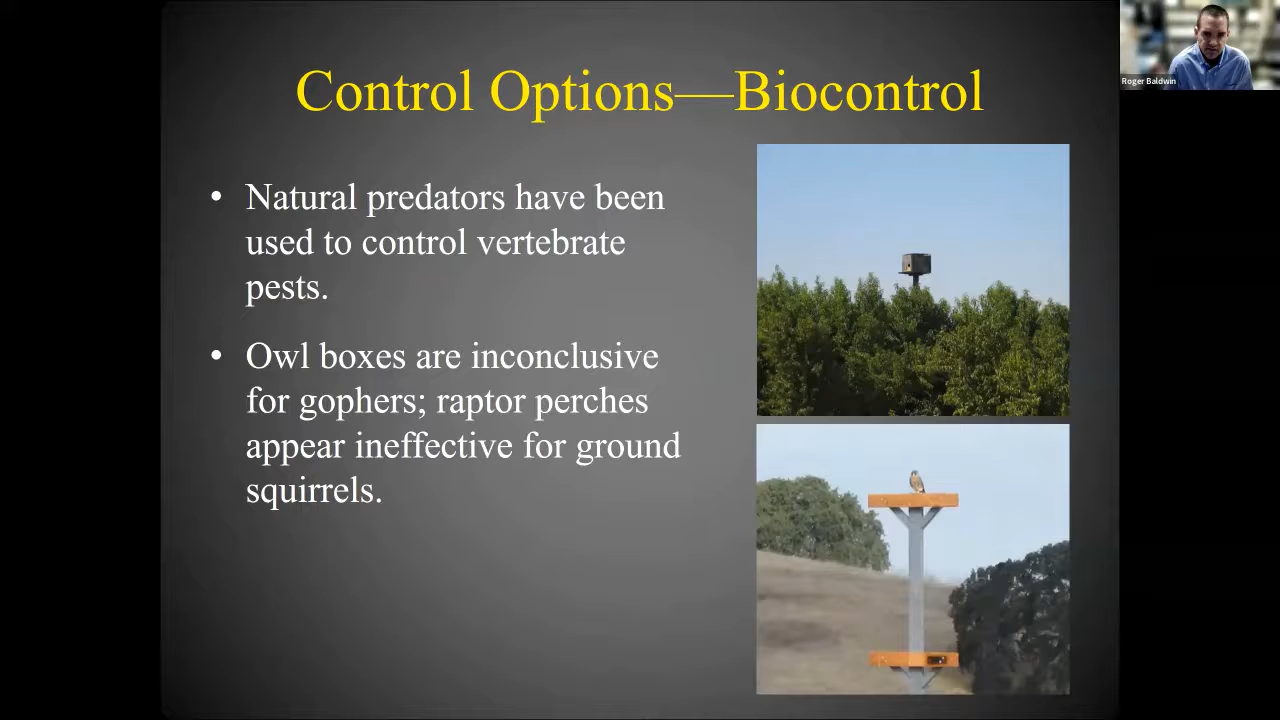 Control Options—Biocontrol
• Natural predators have been
used to control vertebrate
pests.
• Owl boxes are inconclusive
for gophers; raptor perches
appear ineffective for ground
squirrels.
Roger Baldwin